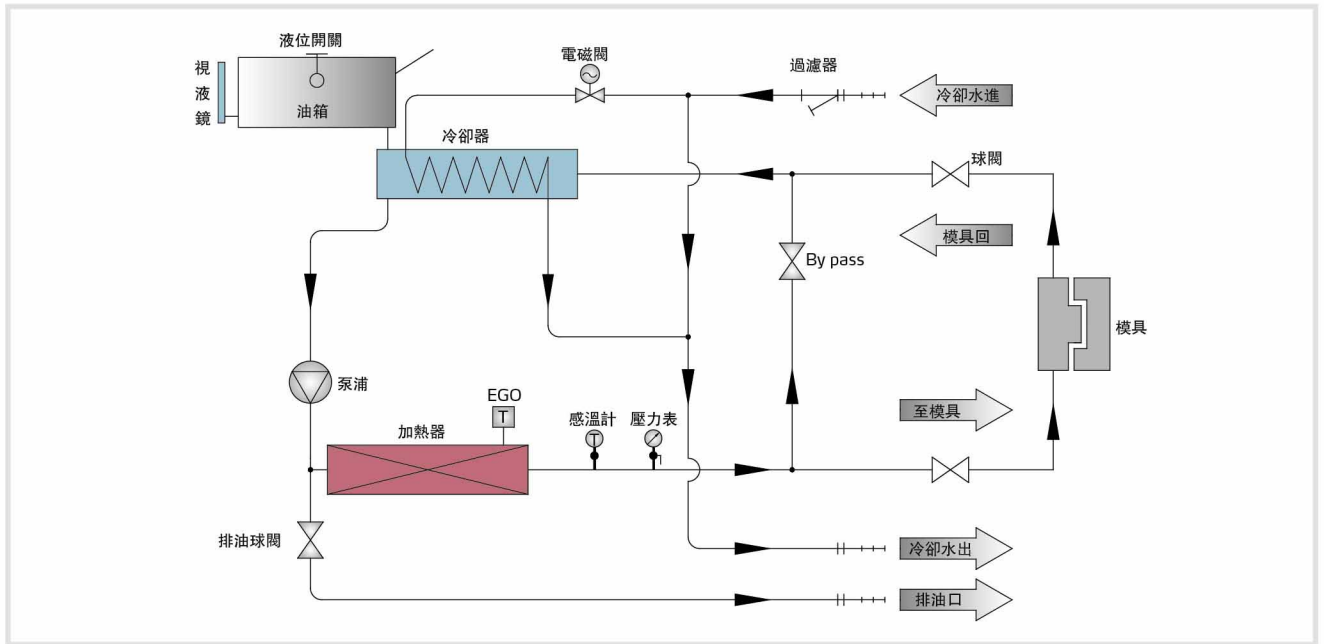 液位開關
電磁閥
過濾器
視液鏡
油箱
冷卻水進
冷卻器
球閥
模具回
By pass
模具
泵浦
EGO
T
感溫計
T
壓力表
至模具
加熱器
排油球閥
冷卻水出
排油口